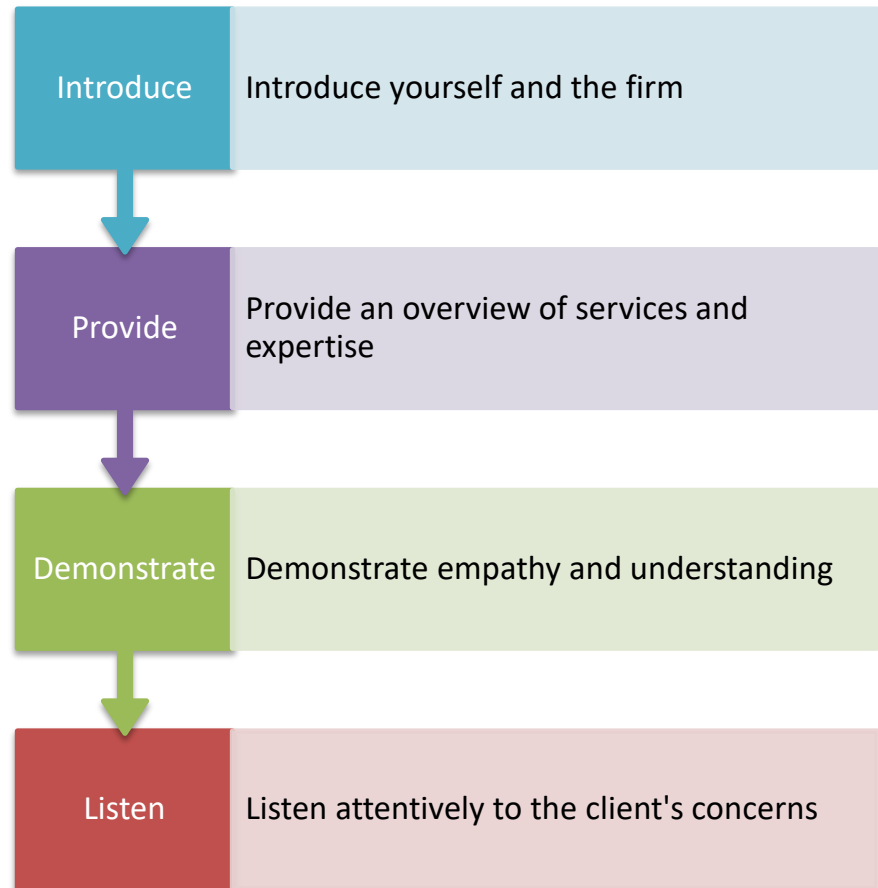 Introduce
Introduce yourself and the firm
Provide
Provide an overview of services and
expertise
Demonstrate
Demonstrate empathy and understanding
Listen
Listen attentively to the client's concerns